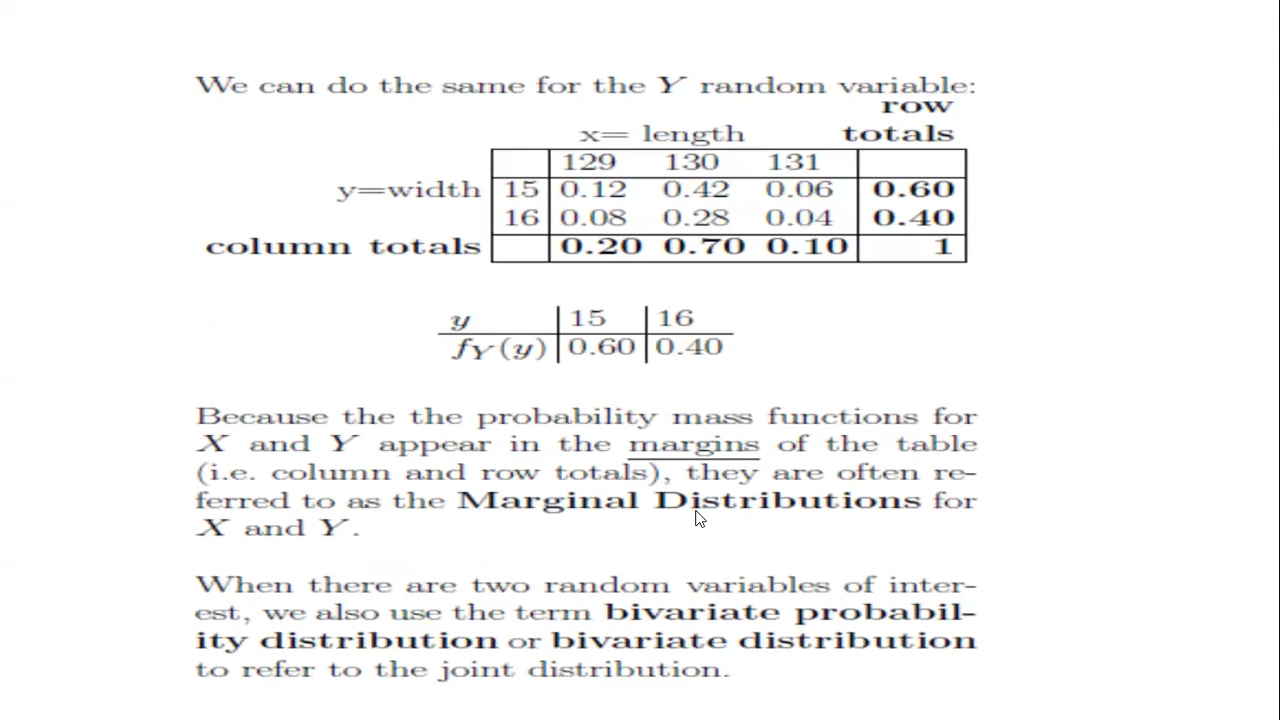 We can do the same for the Y random variable:
row
x= length totals
129 130 131
y=width 15 0.12 0.42 0.06 0.60
16 0.08 0.28 0.04 0.40
column totals 0.20 0.70 0.10 1
y 15 16
fY(y) 0.60 0.40
Because the the probability mass functions for
X and Y appear in the margins of the table
(i.e. column and row totals), they are often re-
ferred to as the Marginal Distributions for
X and Y.
When there are two random variables of inter-
est, we also use the term bivariate probabil-
ity distribution or bivariate distribution
to refer to the joint distribution.